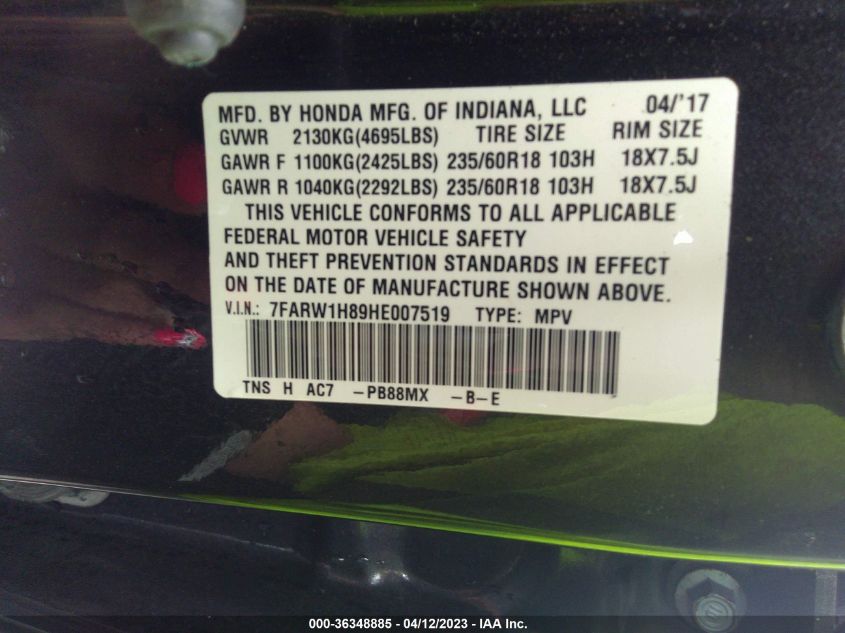 MFD. BY HONDA MFG. OF INDIANA, LLC 04/'17
GVWR 2130KG(4695LBS) TIRE SIZE RIM SIZE
GAWR F 1100KG(2425LBS) 235/60R18 103H 18X7.5J
GAWR R 1040KG(2292LBS) 235/60R18 103H 18X7.5J
THIS VEHICLE CONFORMS TO ALL APPLICABLE
FEDERAL MOTOR VEHICLE SAFETY
AND THEFT PREVENTION STANDARDS IN EFFECT
ON THE DATE OF MANUFACTURE SHOWN ABOVE.
V.I.N.: 7FARW1H89HE007519 TYPE: MPV
TNS H AC7 -PB88MX -B-E
000-36348885 - 04/12/2023 - IAA Inc.